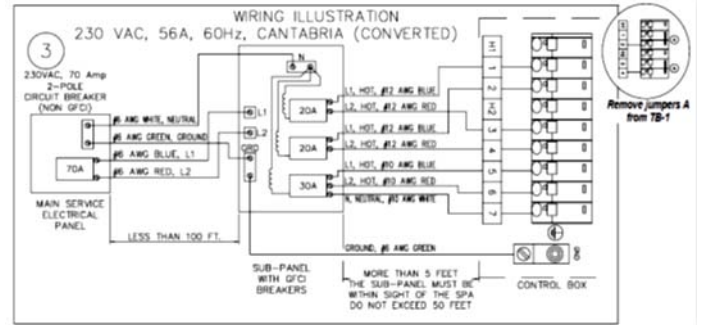 WIRING ILLUSTRATION
230 VAC, 56A, 60Hz, CANTABRIA (CONVERTED)
3
230VAC, 70 Amp
2-POLE
CIRCUIT BREAKER
(NON GFCI)
#6 AWG WHITE, NEUTRAL
#6 AWG GREEN, GROUND
#6 AWG BLUE, L1
#6 AWG RED, L2
70A
MAIN SERVICE
ELECTRICAL
PANEL
LESS THAN 100 FT.
N
L1
L2
GRD
20A
20A
30A
SUB-PANEL
WITH GFCI
BREAKERS
L1, HOT, #12 AWG BLUE
L2, HOT, #12 AWG RED
L1, HOT, #12 AWG BLUE
L2, HOT, #12 AWG RED
L1, HOT, #10 AWG BLUE
L2, HOT, #10 AWG RED
N, NEUTRAL, #10 AWG WHITE
GROUND, #6 AWG GREEN
MORE THAN 5 FEET
THE SUB-PANEL MUST BE
WITHIN SIGHT OF THE SPA
DO NOT EXCEED 50 FEET
H1
1
2
H2
3
4
5
6
7
GND
CONTROL BOX
Remove jumpers A
from TB-1